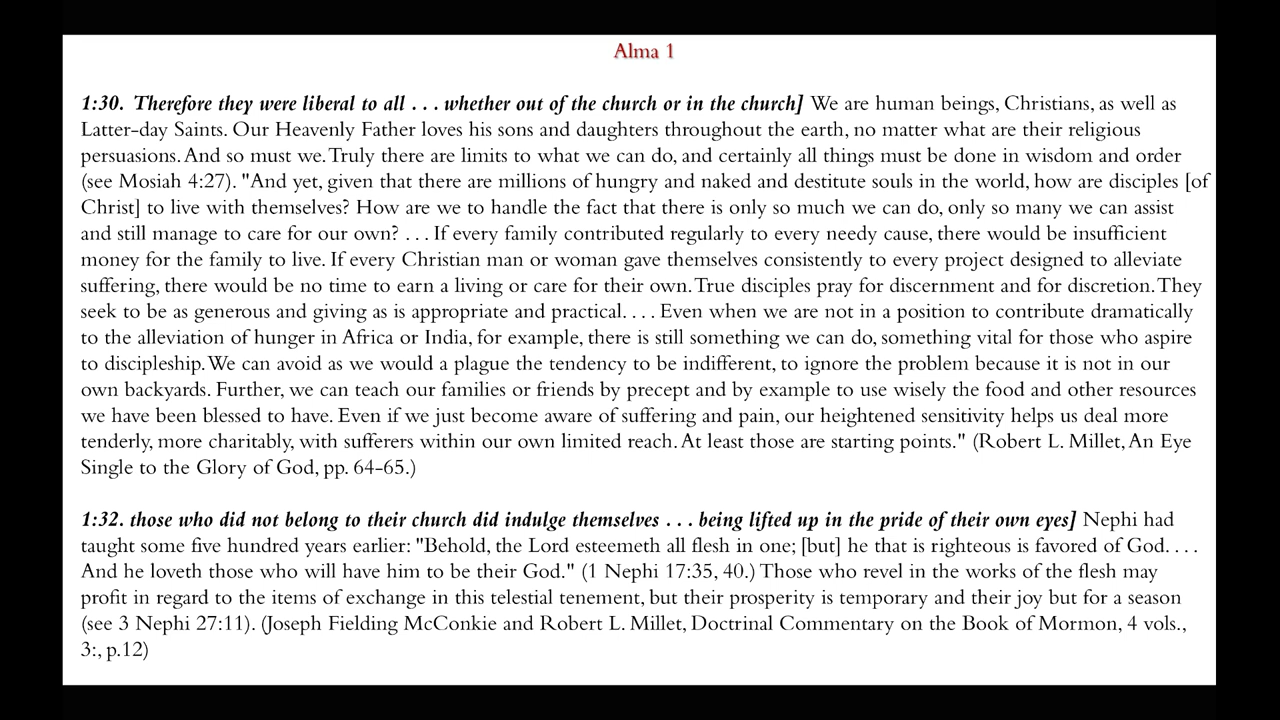 Alma 1
1:30. Therefore they were liberal to all . . . whether out of the church or in the church] We are human beings, Christians, as well as
Latter-day Saints. Our Heavenly Father loves his sons and daughters throughout the earth, no matter what are their religious
persuasions. And so must we. Truly there are limits to what we can do, and certainly all things must be done in wisdom and order
(see Mosiah 4:27). "And yet, given that there are millions of hungry and naked and destitute souls in the world, how are disciples [of
Christ] to live with themselves? How are we to handle the fact that there is only so much we can do, only so many we can assist
and still manage to care for our own? . . . If every family contributed regularly to every needy cause, there would be insufficient
money for the family to live. If every Christian man or woman gave themselves consistently to every project designed to alleviate
suffering, there would be no time to earn a living or care for their own. True disciples pray for discernment and for discretion. They
seek to be as generous and giving as is appropriate and practical. . . . Even when we are not in a position to contribute dramatically
to the alleviation of hunger in Africa or India, for example, there is still something we can do, something vital for those who aspire
to discipleship. We can avoid as we would a plague the tendency to be indifferent, to ignore the problem because it is not in our
own backyards. Further, we can teach our families or friends by precept and by example to use wisely the food and other resources
we have been blessed to have. Even if we just become aware of suffering and pain, our heightened sensitivity helps us deal more
tenderly, more charitably, with sufferers within our own limited reach. At least those are starting points." (Robert L. Millet, An Eye
Single to the Glory of God, pp. 64-65.)
1:32. those who did not belong to their church did indulge themselves . . . being lifted up in the pride of their own eyes] Nephi had
taught some five hundred years earlier: "Behold, the Lord esteemeth all flesh in one; [but] he that is righteous is favored of God. . . .
And he loveth those who will have him to be their God." (1 Nephi 17:35, 40.) Those who revel in the works of the flesh may
profit in regard to the items of exchange in this telestial tenement, but their prosperity is temporary and their joy but for a season
(see 3 Nephi 27:11). (Joseph Fielding McConkie and Robert L. Millet, Doctrinal Commentary on the Book of Mormon, 4 vols.,
3:, p.12)